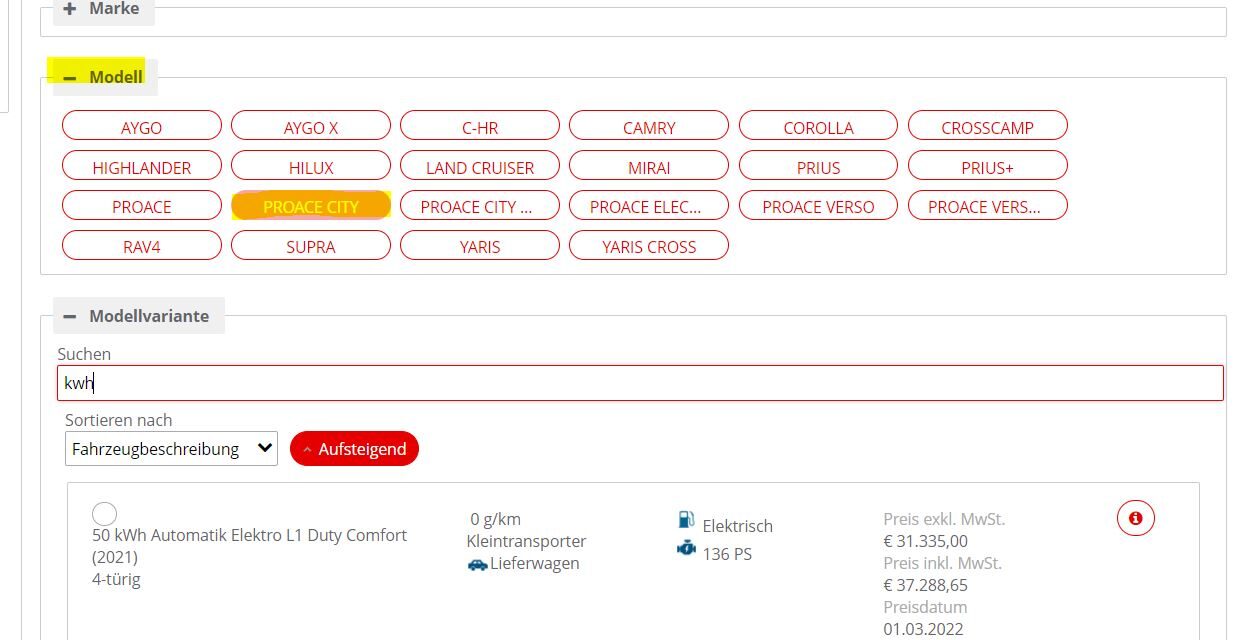 Marke
Modell
AYGO
AYGO X
C-HR
CAMRY
COROLLA
CROSSCAMP
HIGHLANDER
HILUX
LAND CRUISER
MIRAI
PRIUS
PRIUS+
PROACE
PROACE CITY
PROACE CITY ...
PROACE ELEC...
PROACE VERSO
PROACE VERS...
RAV4
SUPRA
YARIS
YARIS CROSS
Modellvariante
Suchen
kwh
Sortieren nach
Fahrzeugbeschreibung
Aufsteigend
50 kWh Automatik Elektro L1 Duty Comfort
(2021)
4-türig
0 g/km
Kleintransporter
Lieferwagen
Elektrisch
136 PS
Preis exkl. MwSt.
€ 31.335,00
Preis inkl. MwSt.
€ 37.288,65
Preisdatum
01.03.2022